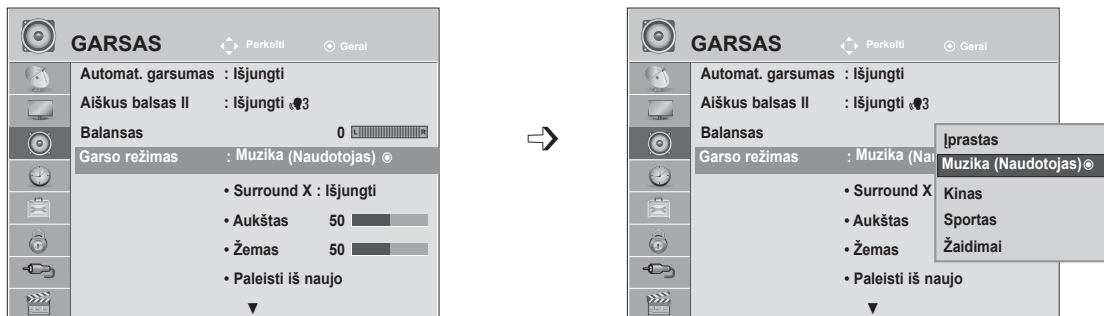 GARSAS Perkelti Gerai
Automat. garsumas : Išjungti
Aiškus balsas II : Išjungti 3
Balansas 0 L R
Garso režimas : Muzika (Naudotojas)
• Surround X : Išjungti
• Aukštas 50
• Žemas 50
• Paleisti iš naujo
▼
GARSAS Perkelti Gerai
Automat. garsumas : Išjungti
Aiškus balsas II : Išjungti 3
Balansas
Garso režimas : Muzika (Nau
• Surround X
• Aukštas
• Žemas
• Paleisti iš naujo
▼
Įprastas
Muzika (Naudotojas)
Kinas
Sportas
Žaidimai